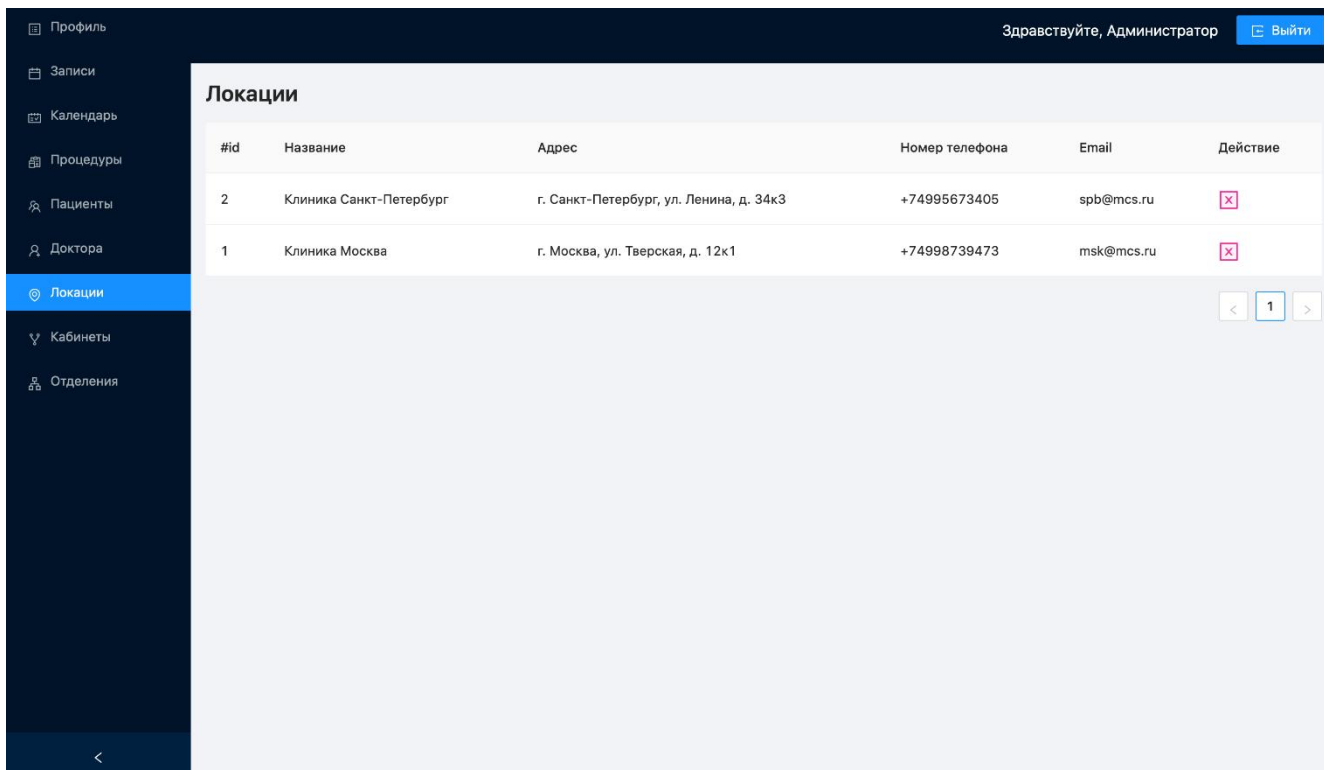 Профиль
Здравствуйте, Администратор
Выйти
Записи
Календарь
Процедуры
Пациенты
Доктора
Локации
Кабинеты
Отделения
<
Локации
#id Название Адрес Номер телефона Email Действие
2 Клиника Санкт-Петербург г. Санкт-Петербург, ул. Ленина, д. 34к3 +74995673405 spb@mcs.ru
1 Клиника Москва г. Москва, ул. Тверская, д. 12к1 +74998739473 msk@mcs.ru
< 1 >